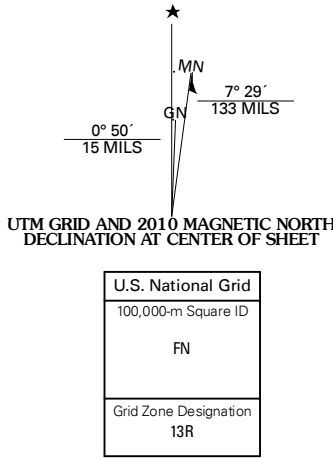 MN
7° 29´
133 MILS
GN
0° 50´
15 MILS
UTM GRID AND 2010 MAGNETIC NORTH
DECLINATION AT CENTER OF SHEET
U.S. National Grid
100,000-m Square ID
FN
Grid Zone Designation
13R